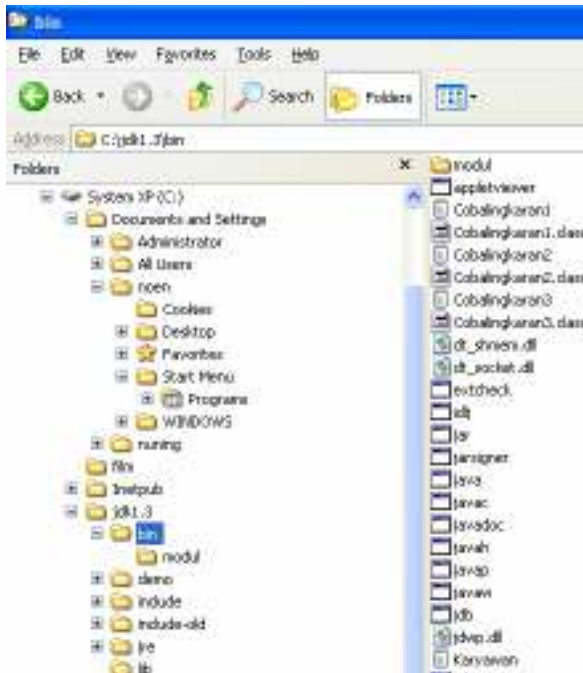 bin
File Edit View Favorites Tools Help
Back Search Folders
Address C:\jdk1.3\bin
Folders
System XP (C:)
Documents and Settings
Administrator
All Users
noen
Cookies
Desktop
Favorites
Start Menu
Programs
WINDOWS
nuning
film
Inetpub
jdk1.3
bin
modul
demo
include
include-old
jre
lib
modul
appletviewer
Cobalingkaran1
Cobalingkaran1.class
Cobalingkaran2
Cobalingkaran2.class
Cobalingkaran3
Cobalingkaran3.class
dt_shmem.dll
dt_socket.dll
extcheck
idlj
jar
jarsigner
java
javac
javadoc
javah
javap
javaw
jdb
jdwp.dll
Karyawan